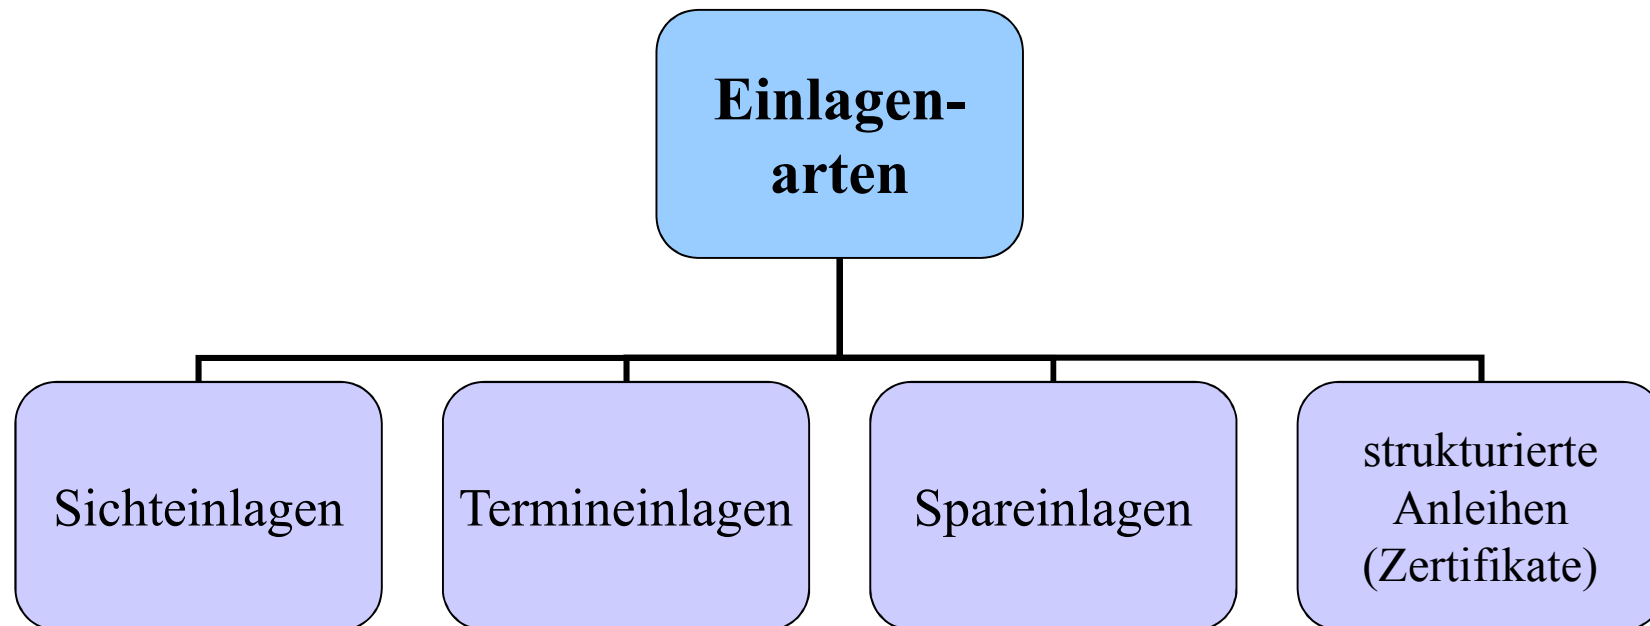 Einlagen-
arten
Sichteinlagen
Termineinlagen
Spareinlagen
strukturierte
Anleihen
(Zertifikate)